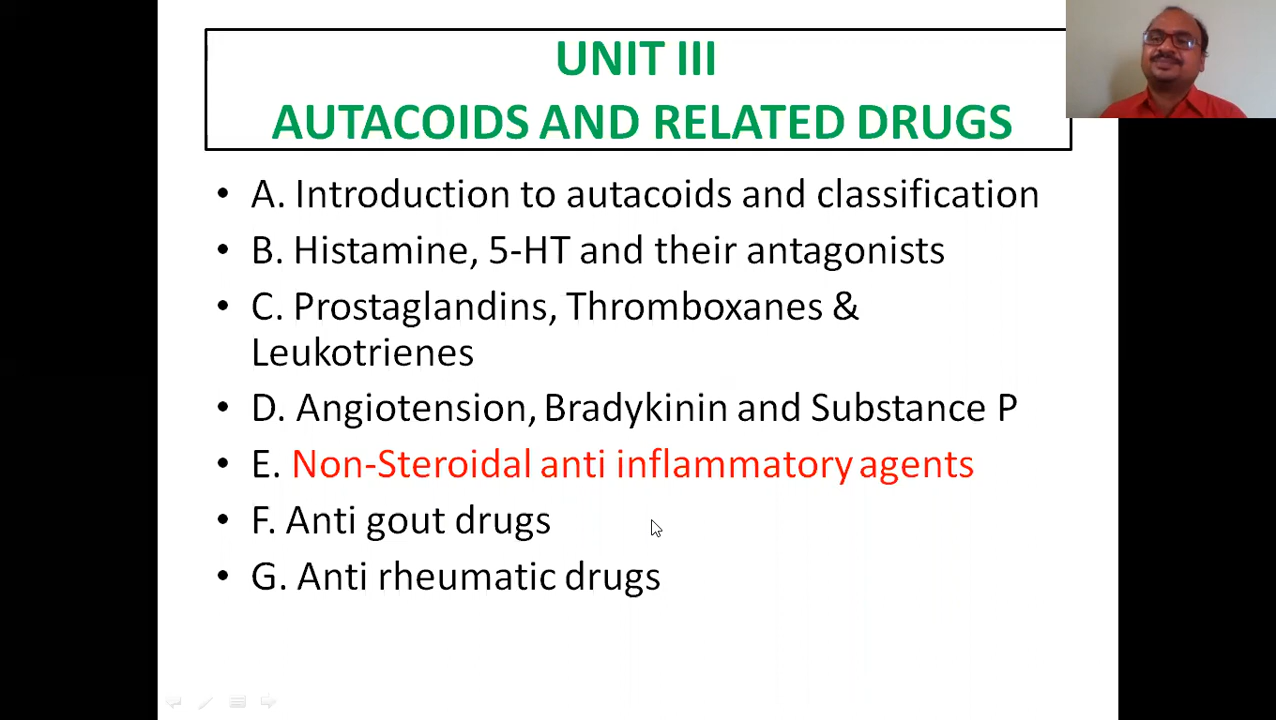 UNIT III
AUTACOIDS AND RELATED DRUGS
• A. Introduction to autacoids and classification
• B. Histamine, 5-HT and their antagonists
• C. Prostaglandins, Thromboxanes &
Leukotrienes
• D. Angiotension, Bradykinin and Substance P
• E. Non-Steroidal anti inflammatory agents
• F. Anti gout drugs
• G. Anti rheumatic drugs